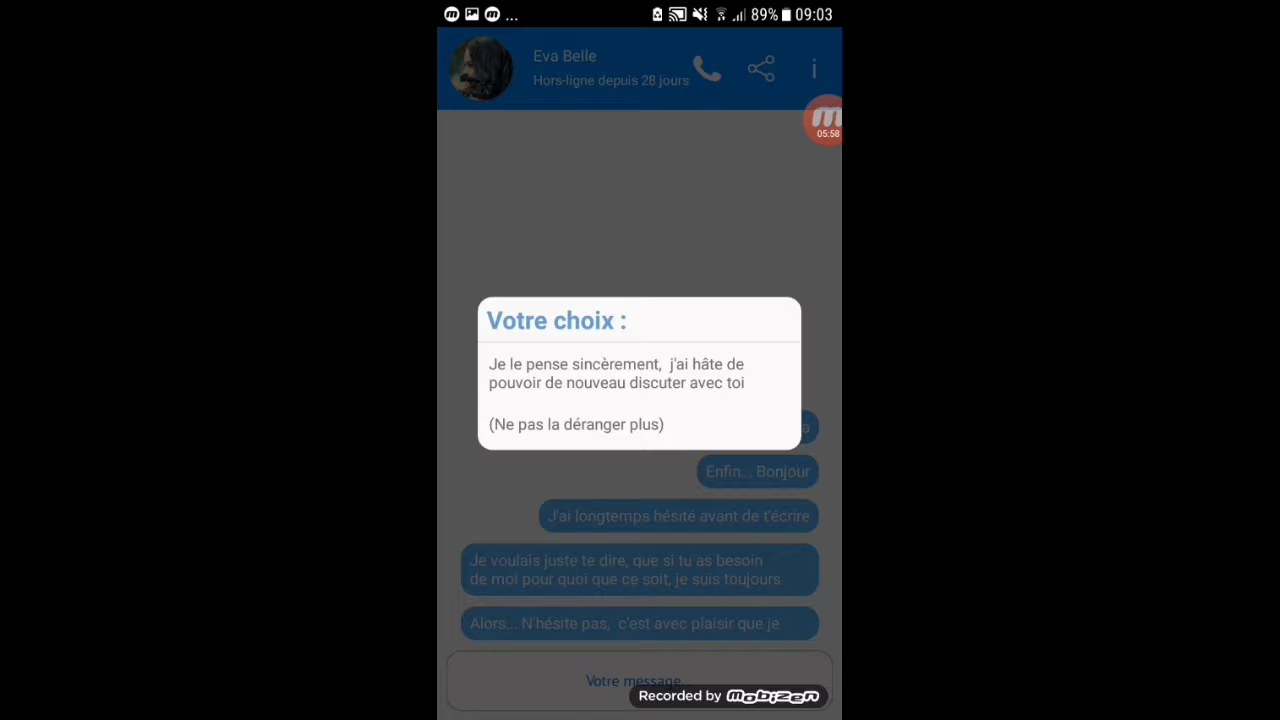 ... 89% 09:03
Eva Belle
Hors-ligne depuis 28 jours
i
m
05:58
Votre choix :
Je le pense sincèrement, j'ai hâte de
pouvoir de nouveau discuter avec toi
(Ne pas la déranger plus)
a
Enfin... Bonjour
J'ai longtemps hésité avant de t'écrire
Je voulais juste te dire, que si tu as besoin
de moi pour quoi que ce soit, je suis toujours
Alors... N'hésite pas, c'est avec plaisir que je
Votre message...
Recorded by mobizen